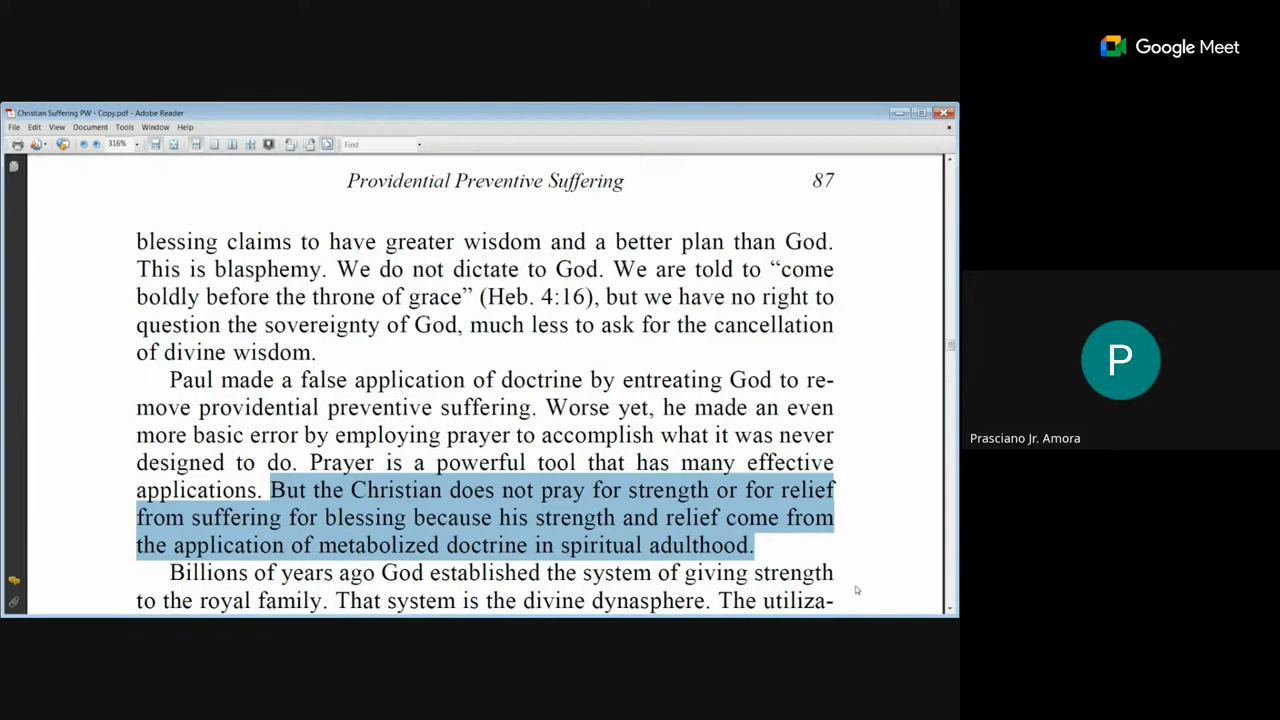 Google Meet
Christian Suffering PW - Copy.pdf - Adobe Reader
File Edit View Document Tools Window Help
316% Find
Providential Preventive Suffering 87
blessing claims to have greater wisdom and a better plan than God.
This is blasphemy. We do not dictate to God. We are told to “come
boldly before the throne of grace” (Heb. 4:16), but we have no right to
question the sovereignty of God, much less to ask for the cancellation
of divine wisdom.
Paul made a false application of doctrine by entreating God to re-
move providential preventive suffering. Worse yet, he made an even
more basic error by employing prayer to accomplish what it was never
designed to do. Prayer is a powerful tool that has many effective
applications. But the Christian does not pray for strength or for relief
from suffering for blessing because his strength and relief come from
the application of metabolized doctrine in spiritual adulthood.
Billions of years ago God established the system of giving strength
to the royal family. That system is the divine dynasphere. The utiliza-
P
Prasciano Jr. Amora